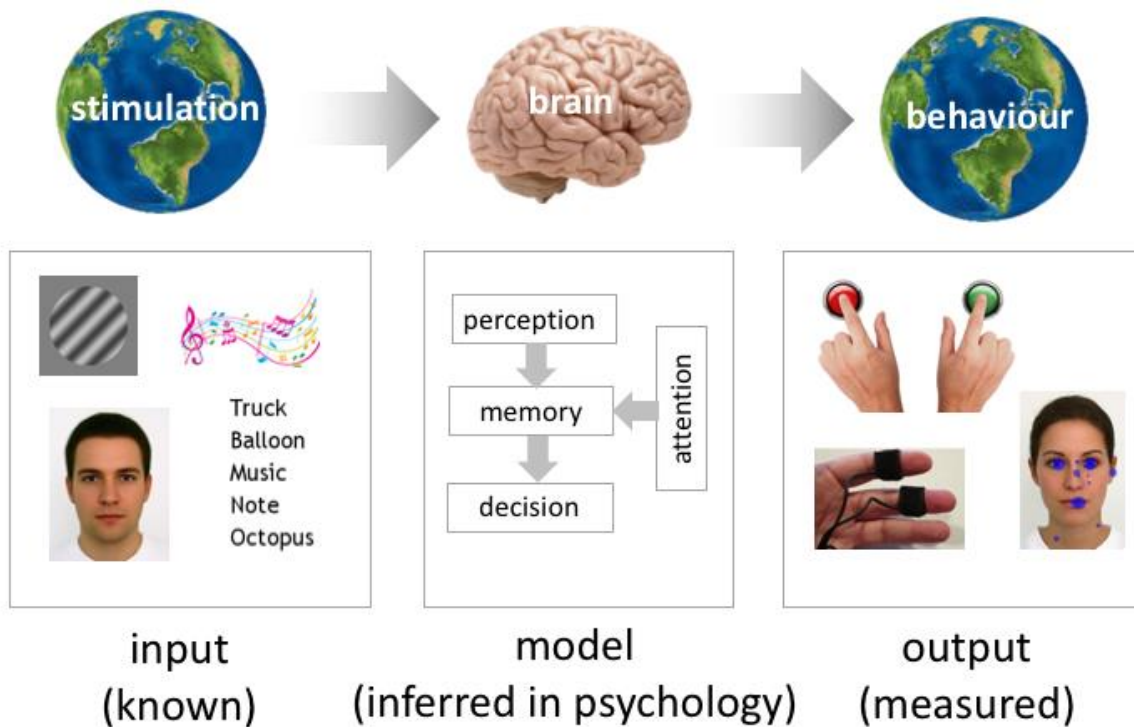 stimulation
brain
behaviour
Truck
Balloon
Music
Note
Octopus
perception
memory
decision
attention
input
(known)
model
(inferred in psychology)
output
(measured)